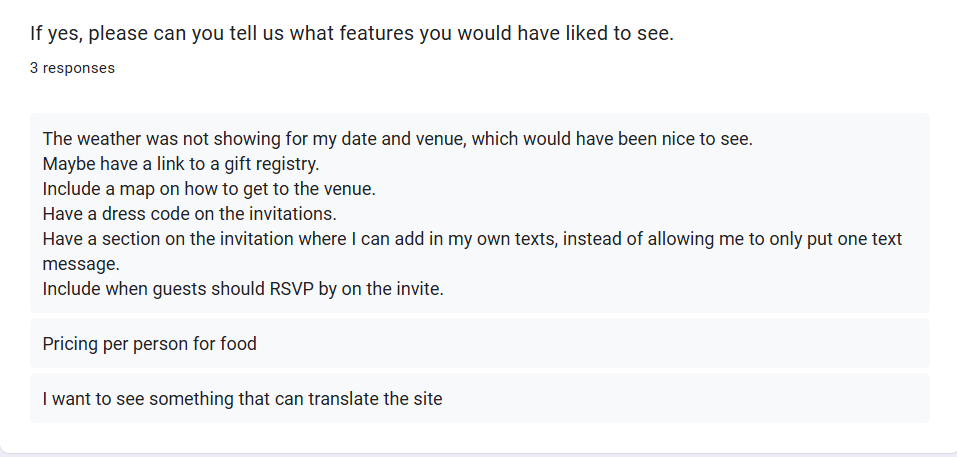 If yes, please can you tell us what features you would have liked to see.
3 responses
The weather was not showing for my date and venue, which would have been nice to see.
Maybe have a link to a gift registry.
Include a map on how to get to the venue.
Have a dress code on the invitations.
Have a section on the invitation where I can add in my own texts, instead of allowing me to only put one text
message.
Include when guests should RSVP by on the invite.
Pricing per person for food
I want to see something that can translate the site